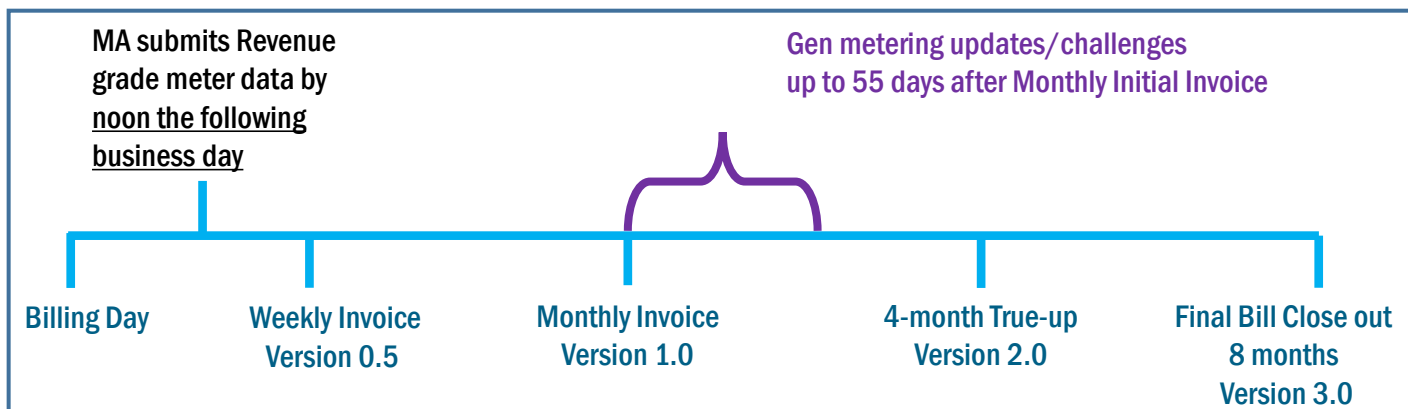 MA submits Revenue
grade meter data by
noon the following
business day
Gen metering updates/challenges
up to 55 days after Monthly Initial Invoice
Billing Day
Weekly Invoice
Version 0.5
Monthly Invoice
Version 1.0
4-month True-up
Version 2.0
Final Bill Close out
8 months
Version 3.0